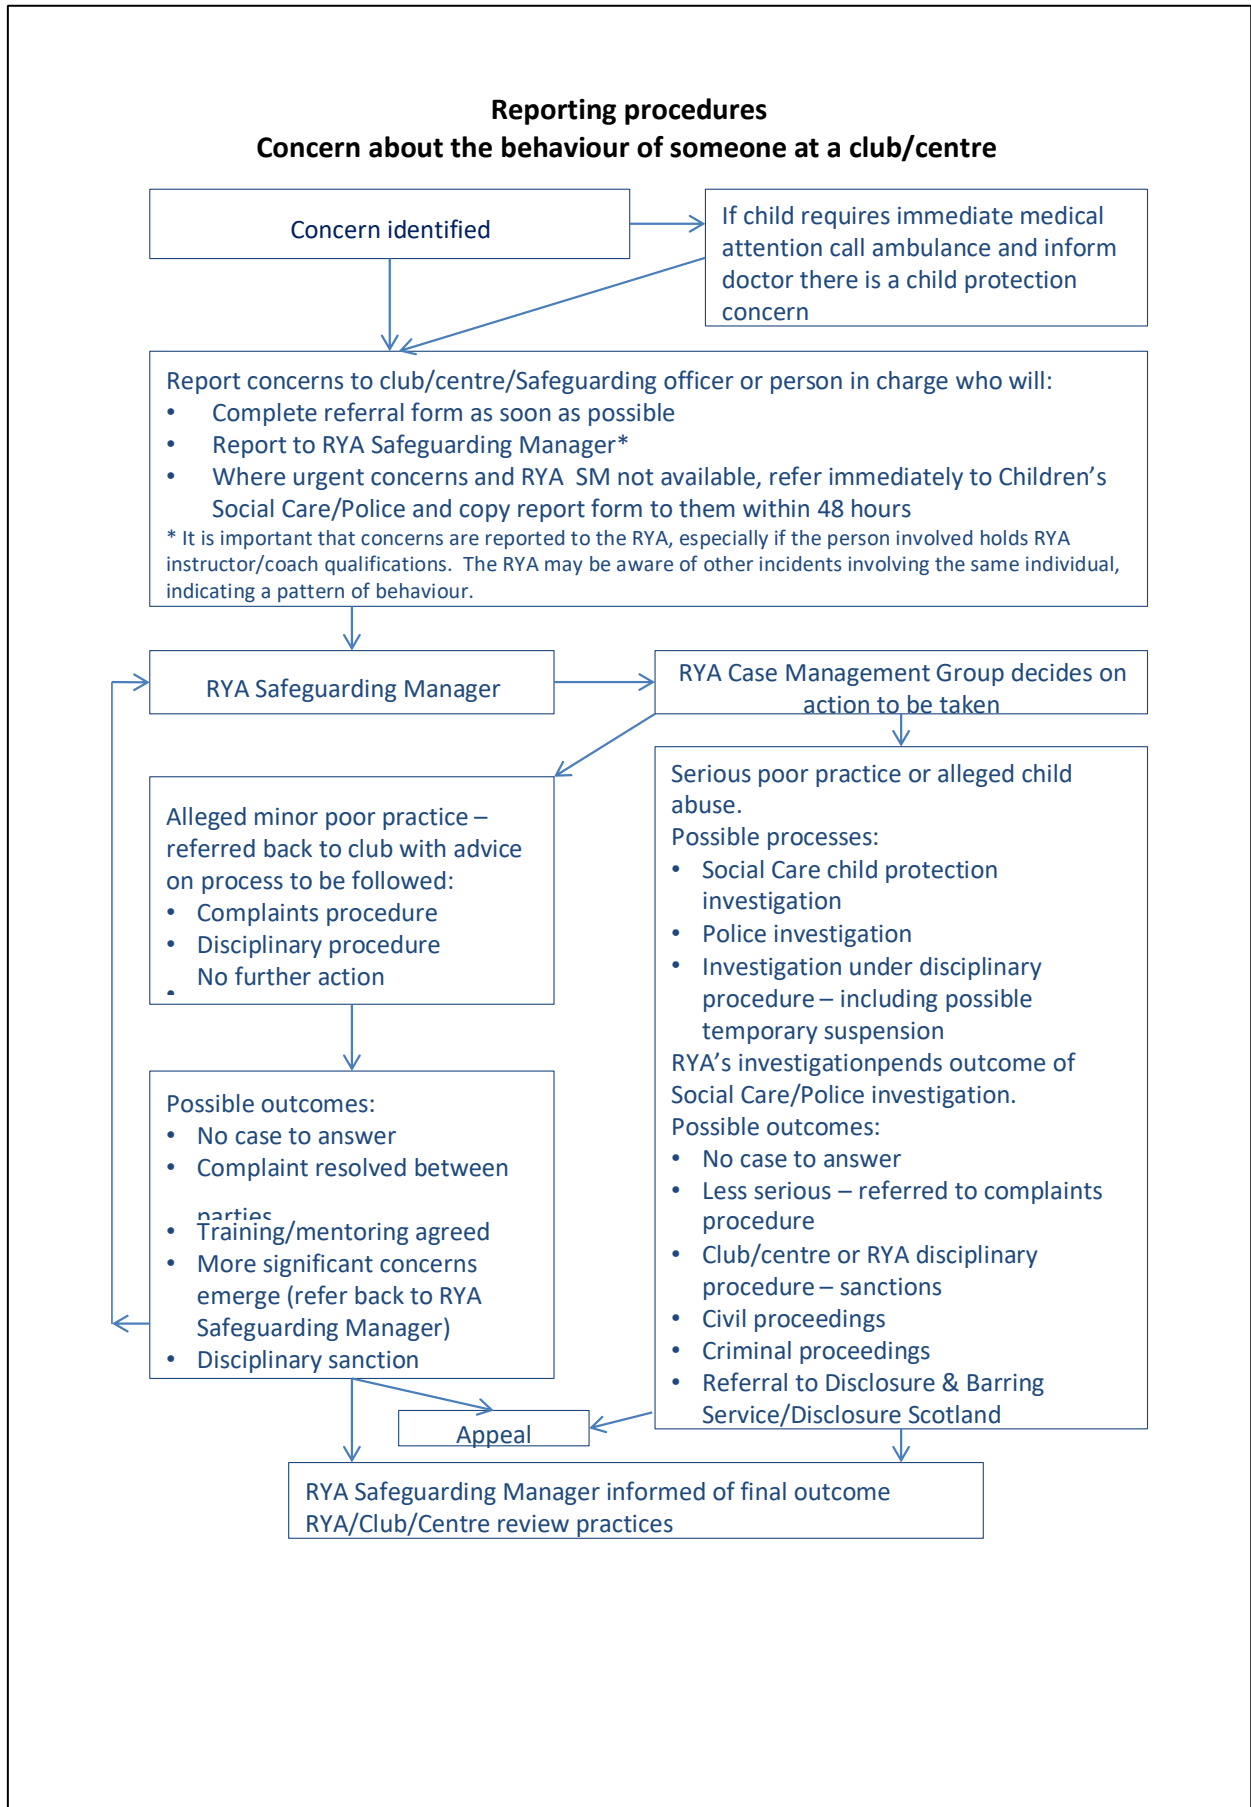 Reporting procedures
Concern about the behaviour of someone at a club/centre
Concern identified
If child requires immediate medical
attention call ambulance and inform
doctor there is a child protection
concern
Report concerns to club/centre/Safeguarding officer or person in charge who will:
• Complete referral form as soon as possible
• Report to RYA Safeguarding Manager*
• Where urgent concerns and RYA SM not available, refer immediately to Children’s
Social Care/Police and copy report form to them within 48 hours
* It is important that concerns are reported to the RYA, especially if the person involved holds RYA
instructor/coach qualifications. The RYA may be aware of other incidents involving the same individual,
indicating a pattern of behaviour.
RYA Safeguarding Manager
RYA Case Management Group decides on
action to be taken
Alleged minor poor practice –
referred back to club with advice
on process to be followed:
• Complaints procedure
• Disciplinary procedure
No further action
•
Serious poor practice or alleged child
abuse.
Possible processes:
• Social Care child protection
investigation
• Police investigation
• Investigation under disciplinary
procedure – including possible
temporary suspension
RYA’s investigationpends outcome of
Social Care/Police investigation.
Possible outcomes:
• No case to answer
• Less serious – referred to complaints
procedure
• Club/centre or RYA disciplinary
procedure – sanctions
• Civil proceedings
• Criminal proceedings
• Referral to Disclosure & Barring
Service/Disclosure Scotland
Possible outcomes:
• No case to answer
• Complaint resolved between
parties
• Training/mentoring agreed
• More significant concerns
emerge (refer back to RYA
Safeguarding Manager)
• Disciplinary sanction
Appeal
RYA Safeguarding Manager informed of final outcome
RYA/Club/Centre review practices